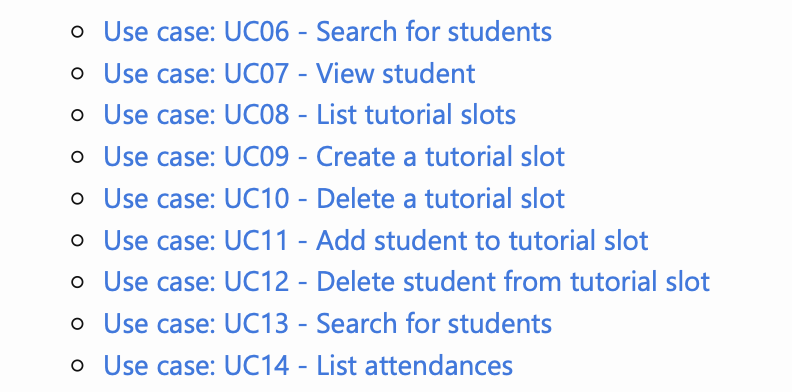 Use case: UC06 - Search for students
Use case: UC07 - View student
Use case: UC08 - List tutorial slots
Use case: UC09 - Create a tutorial slot
Use case: UC10 - Delete a tutorial slot
Use case: UC11 - Add student to tutorial slot
Use case: UC12 - Delete student from tutorial slot
Use case: UC13 - Search for students
Use case: UC14 - List attendances